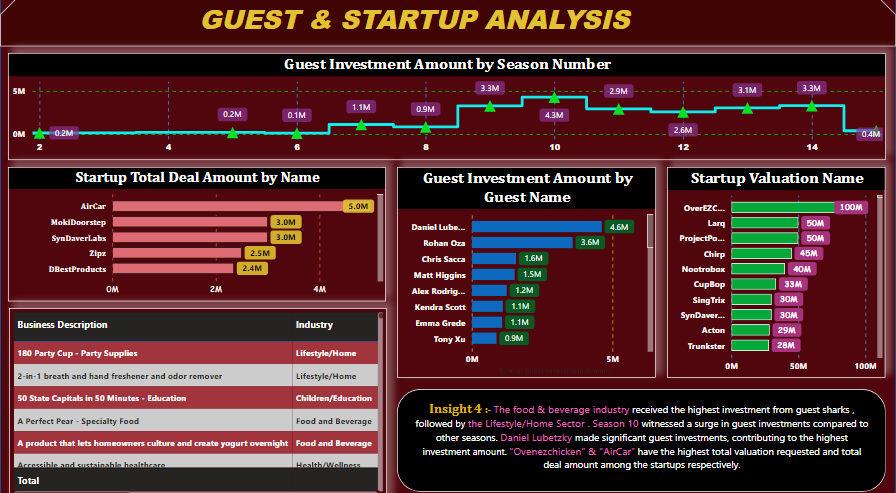 GUEST & STARTUP ANALYSIS
Guest Investment Amount by Season Number
5M
0M
0.2M
0.2M
0.1M
1.1M
0.9M
3.3M
4.3M
2.9M
2.6M
3.1M
3.3M
0.4M
2 4 6 8 10 12 14
Startup Total Deal Amount by Name
AirCar 5.0M
MokiDoorstep 3.0M
SynDaverLabs 3.0M
Zipz 2.5M
DBestProducts 2.4M
0M 2M 4M
Guest Investment Amount by
Guest Name
Daniel Lube... 4.6M
Rohan Oza 3.6M
Chris Sacca 1.6M
Matt Higgins 1.5M
Alex Rodrig... 1.2M
Kendra Scott 1.1M
Emma Grede 1.1M
Tony Xu 0.9M
0M 5M
Startup Valuation Name
OverEZC... 100M
Larq 50M
ProjectPo... 50M
Chirp 45M
Nootrobox 40M
CupBop 33M
SingTrix 30M
SynDaver... 30M
Acton 29M
Trunkster 28M
0M 50M 100M
Business Description Industry
180 Party Cup - Party Supplies Lifestyle/Home
2-in-1 breath and hand freshener and odor remover Lifestyle/Home
50 State Capitals in 50 Minutes - Education Children/Education
A Perfect Pear - Specialty Food Food and Beverage
A product that lets homeowners culture and create yogurt overnight Food and Beverage
Accessible and sustainable healthcare Health/Wellness
Total
Insight 4 :- The food & beverage industry received the highest investment from guest sharks ,
followed by the Lifestyle/Home Sector . Season 10 witnessed a surge in guest investments compared to
other seasons. Daniel Lubetzky made significant guest investments, contributing to the highest
investment amount. "Ovenezchicken" & "AirCar" have the highest total valuation requested and total
deal amount among the startups respectively.